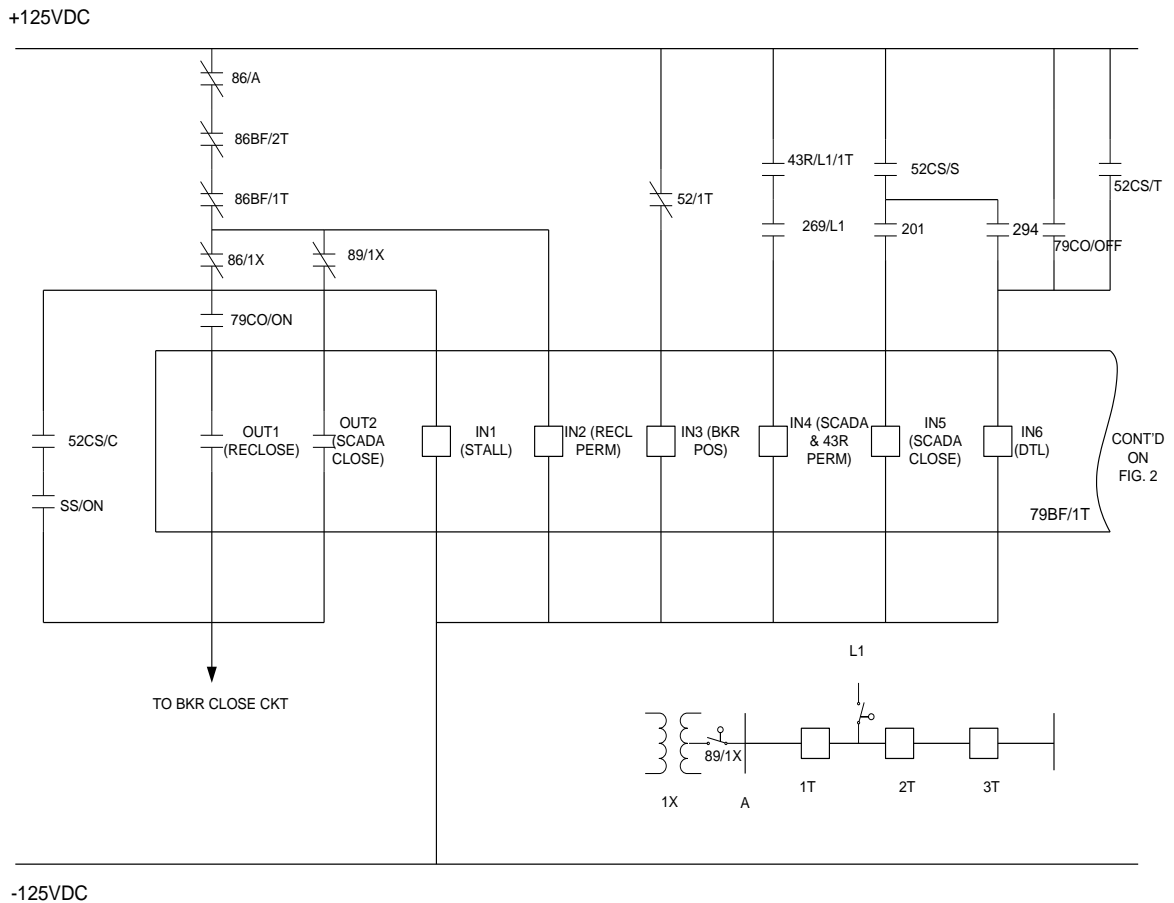 +125VDC
86/A
86BF/2T
86BF/1T
86/1X
89/1X
79CO/ON
52/1T
43R/L1/1T
269/L1
52CS/S
201
294
79CO/OFF
52CS/T
52CS/C
SS/ON
OUT1
(RECLOSE)
OUT2
(SCADA
CLOSE)
IN1
(STALL)
IN2 (RECL
PERM)
IN3 (BKR
POS)
IN4 (SCADA
& 43R
PERM)
IN5
(SCADA
CLOSE)
IN6
(DTL)
CONT'D
ON
FIG. 2
79BF/1T
TO BKR CLOSE CKT
L1
89/1X
1X
A
1T
2T
3T
-125VDC